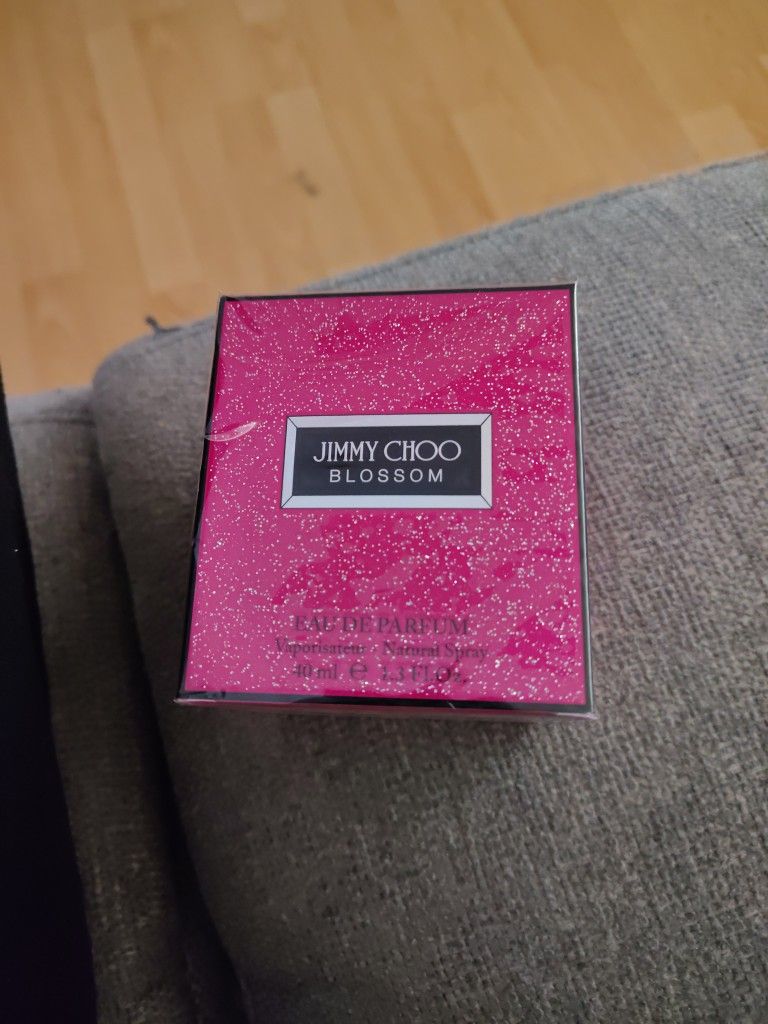 JIMMY CHOO
BLOSSOM
EAU DE PARFUM
Vaporisateur - Natural Spray
40 ml e 1.3 Fl.Oz.